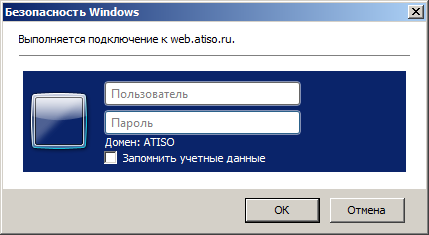 Безопасность Windows
Выполняется подключение к web.atiso.ru.
Пользователь
Пароль
Домен: ATISO
Запомнить учетные данные
OK
Отмена